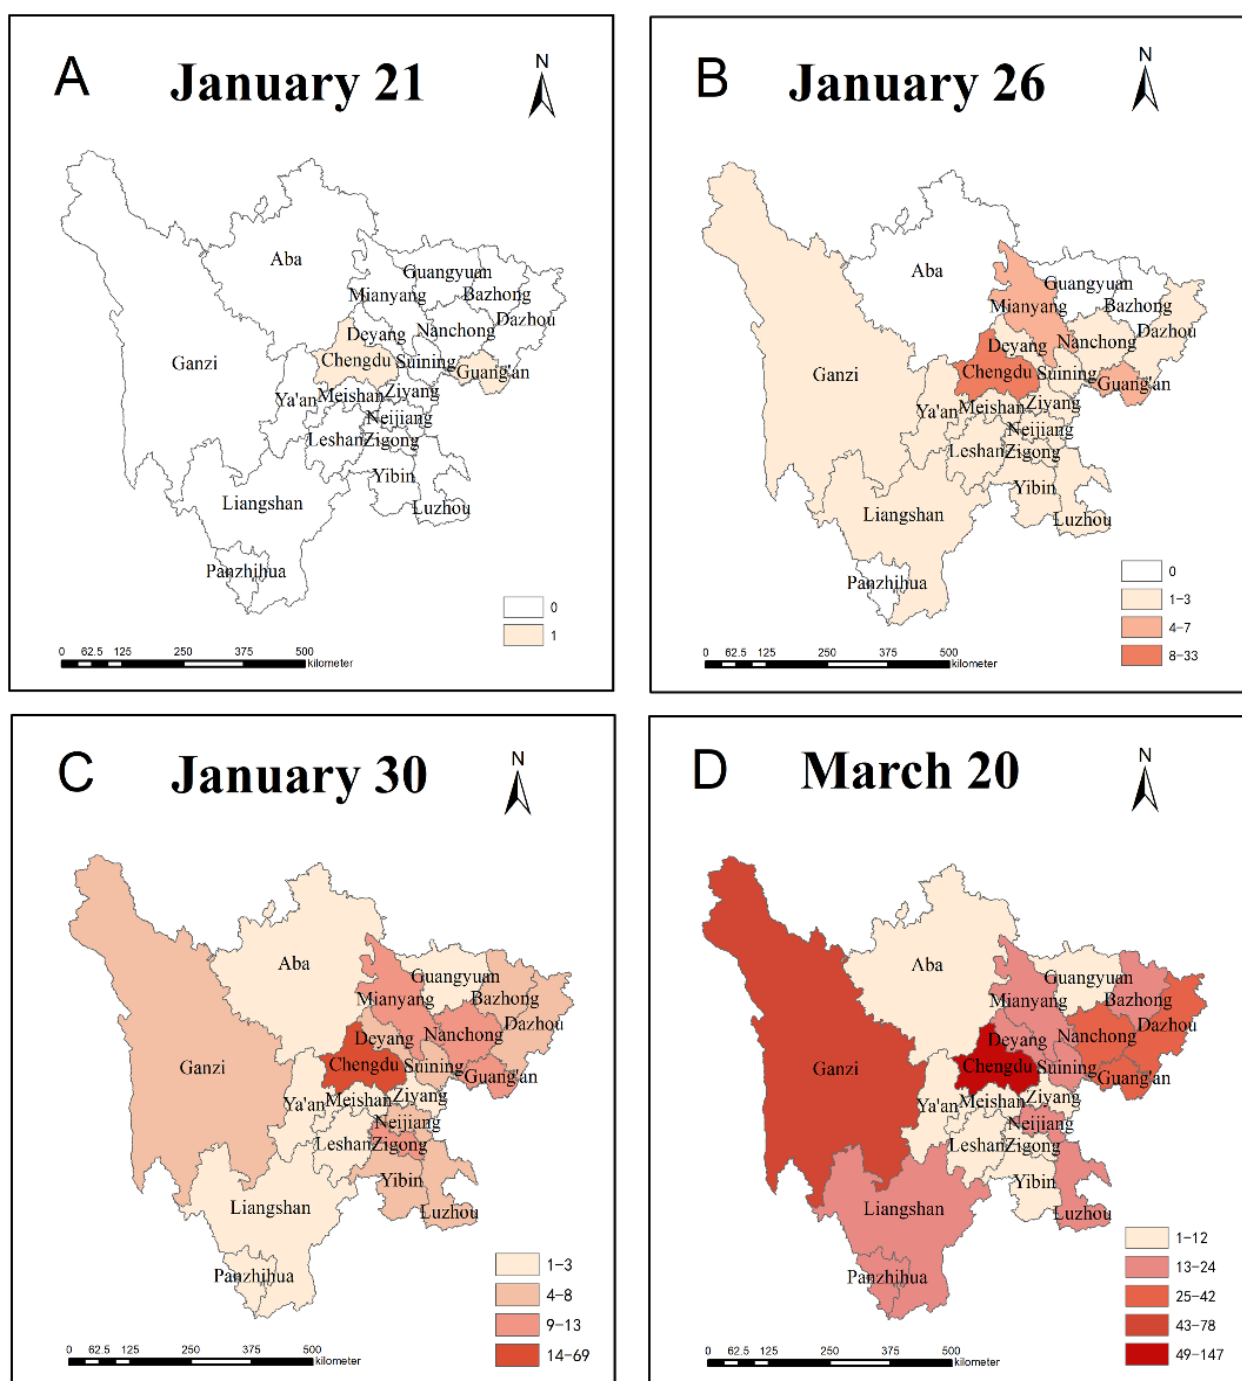 A
January 21
N
Aba
Guangyuan
Mianyang
Bazhong
Dazhou
Deyang
Nanchong
Ganzi
Chengdu
Suining
Guang'an
Ya'an
Meishan
Ziyang
Neijiang
Leshan
Zigong
Yibin
Liangshan
Luzhou
Panzhihua
0
1
0 62.5 125 250 375 500
kilometer
B
January 26
N
Aba
Guangyuan
Mianyang
Bazhong
Dazhou
Deyang
Nanchong
Ganzi
Chengdu
Suining
Guang'an
Ya'an
Meishan
Ziyang
Neijiang
Leshan
Zigong
Yibin
Liangshan
Luzhou
Panzhihua
0
1-3
4-7
8-33
0 62.5 125 250 375 500
kilometer
C
January 30
N
Aba
Guangyuan
Mianyang
Bazhong
Dazhou
Deyang
Nanchong
Ganzi
Chengdu
Suining
Guang'an
Ya'an
Meishan
Ziyang
Neijiang
Leshan
Zigong
Yibin
Liangshan
Luzhou
Panzhihua
1-3
4-8
9-13
14-69
0 62.5 125 250 375 500
kilometer
D
March 20
N
Aba
Guangyuan
Mianyang
Bazhong
Dazhou
Deyang
Nanchong
Ganzi
Chengdu
Suining
Guang'an
Ya'an
Meishan
Ziyang
Neijiang
Leshan
Zigong
Yibin
Liangshan
Luzhou
Panzhihua
1-12
13-24
25-42
43-78
49-147
0 62.5 125 250 375 500
kilometer